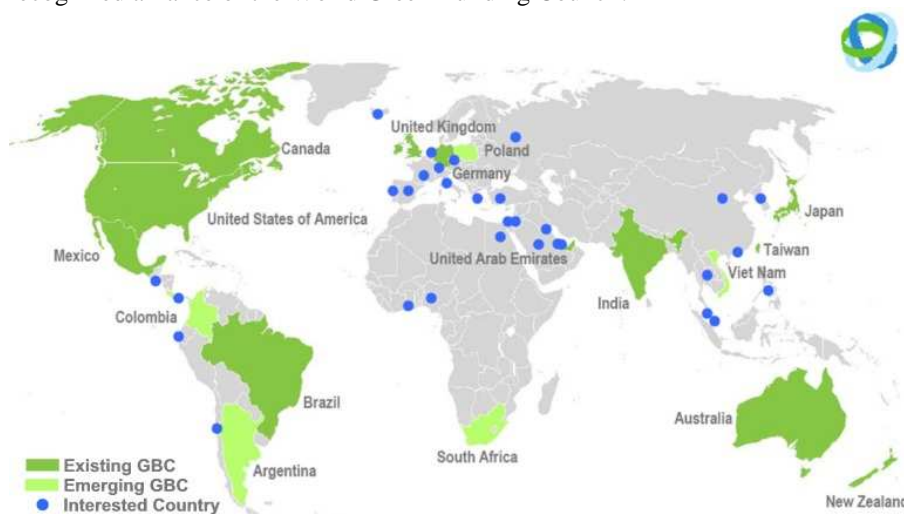 United Kingdom
Canada
Poland
Germany
United States of America
Japan
Mexico
Taiwan
United Arab Emirates
Viet Nam
India
Colombia
Brazil
Australia
South Africa
Argentina
New Zealand
Existing GBC
Emerging GBC
Interested Country